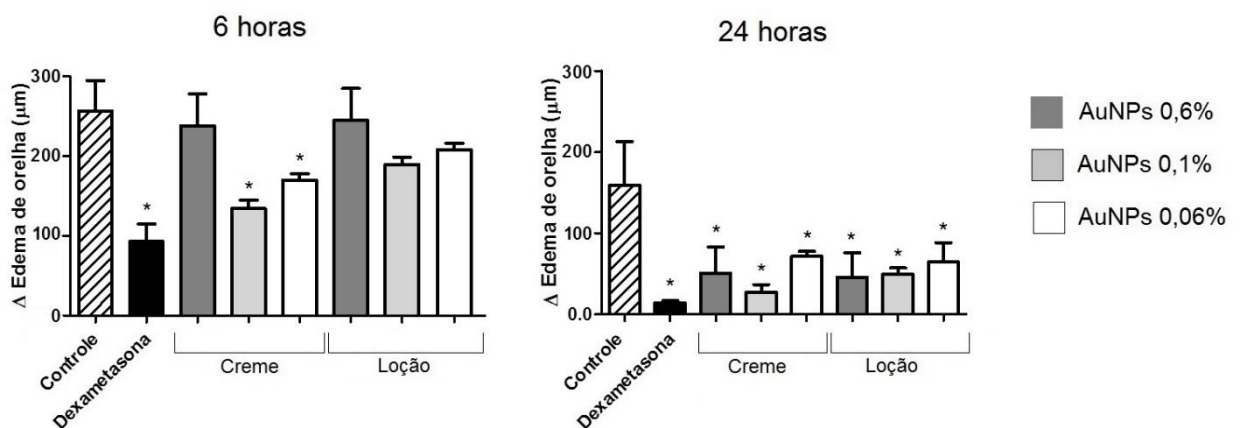 6 horas
Δ Edema de orelha (μm)
300
200
100
0
*
*
*
Controle
Dexametasona
Creme
Loção
24 horas
Δ Edema de orelha (μm)
300
200
100
0.0
*
*
*
*
*
*
*
Controle
Dexametasona
Creme
Loção
AuNPs 0,6%
AuNPs 0,1%
AuNPs 0,06%